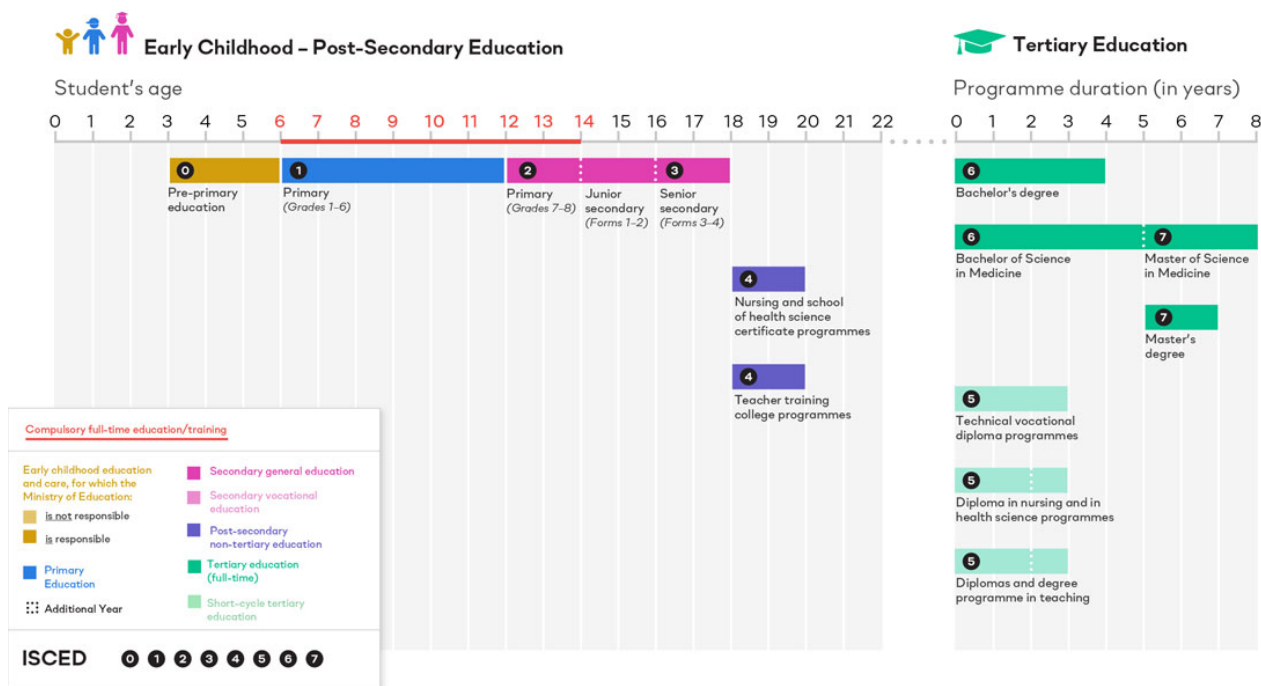 Early Childhood – Post-Secondary Education
Student's age
0 1 2 3 4 5 6 7 8 9 10 11 12 13 14 15 16 17 18 19 20 21 22
0
Pre-primary
education
1
Primary
(Grades 1–6)
2
Primary
(Grades 7–8)
Junior
secondary
(Forms 1–2)
3
Senior
secondary
(Forms 3–4)
4
Nursing and school
of health science
certificate programmes
4
Teacher training
college programmes
Tertiary Education
Programme duration (in years)
0 1 2 3 4 5 6 7 8
6
Bachelor's degree
6
Bachelor of Science
in Medicine
7
Master of Science
in Medicine
7
Master's
degree
5
Technical vocational
diploma programmes
5
Diploma in nursing and in
health science programmes
5
Diplomas and degree
programme in teaching
Compulsory full-time education/training
Early childhood education
and care, for which the
Ministry of Education:
is not responsible
is responsible
Primary
Education
Additional Year
Secondary general education
Secondary vocational
education
Post-secondary
non-tertiary education
Tertiary education
(full-time)
Short-cycle tertiary
education
ISCED 0 1 2 3 4 5 6 7